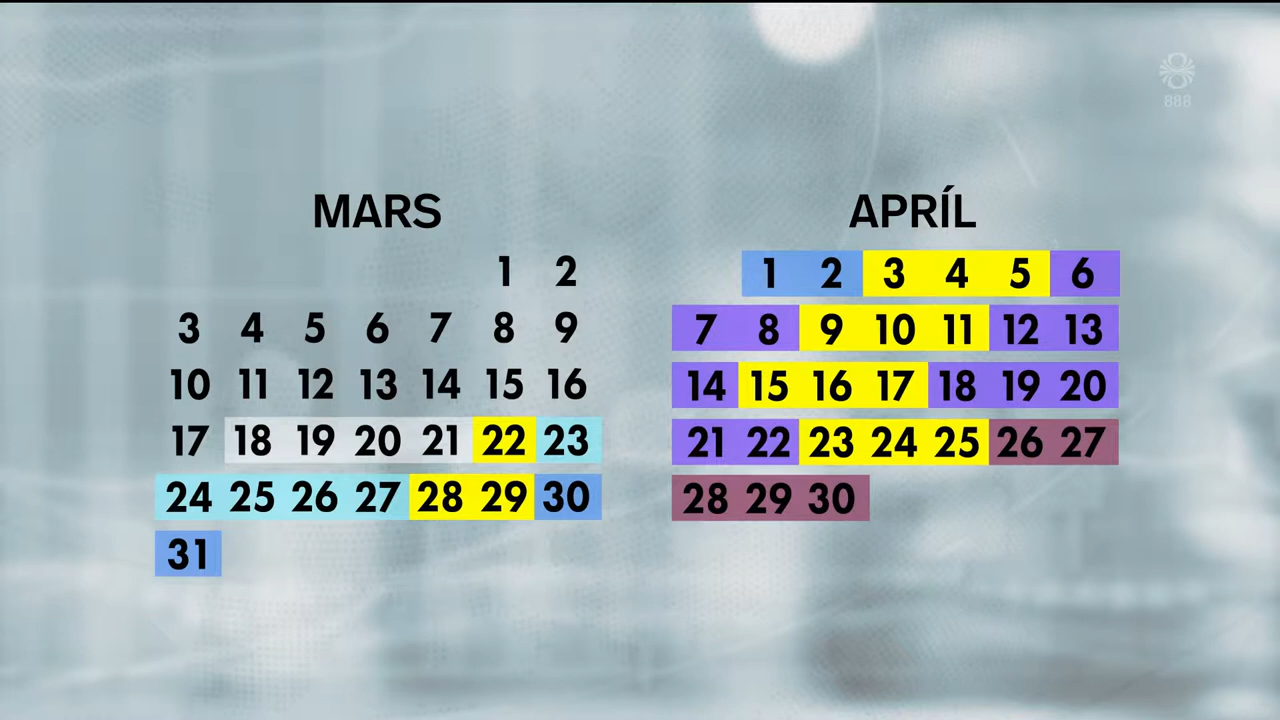 888
MARS
1 2
3 4 5 6 7 8 9
10 11 12 13 14 15 16
17 18 19 20 21 22 23
24 25 26 27 28 29 30
31
APRÍL
1 2 3 4 5 6
7 8 9 10 11 12 13
14 15 16 17 18 19 20
21 22 23 24 25 26 27
28 29 30